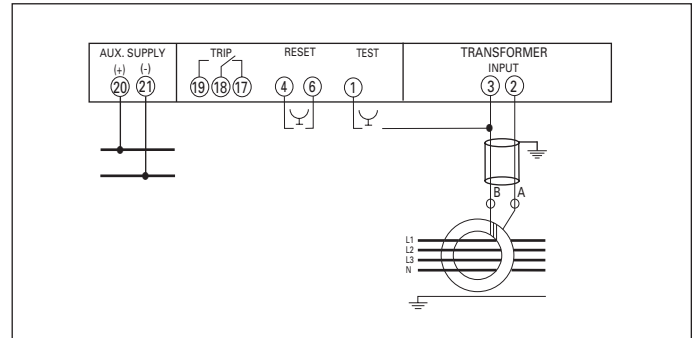 AUX. SUPPLY TRIP RESET TEST TRANSFORMER
INPUT
(+) (-)
20 21 19 18 17 4 6 1 3 2
B A
L1
L2
L3
N